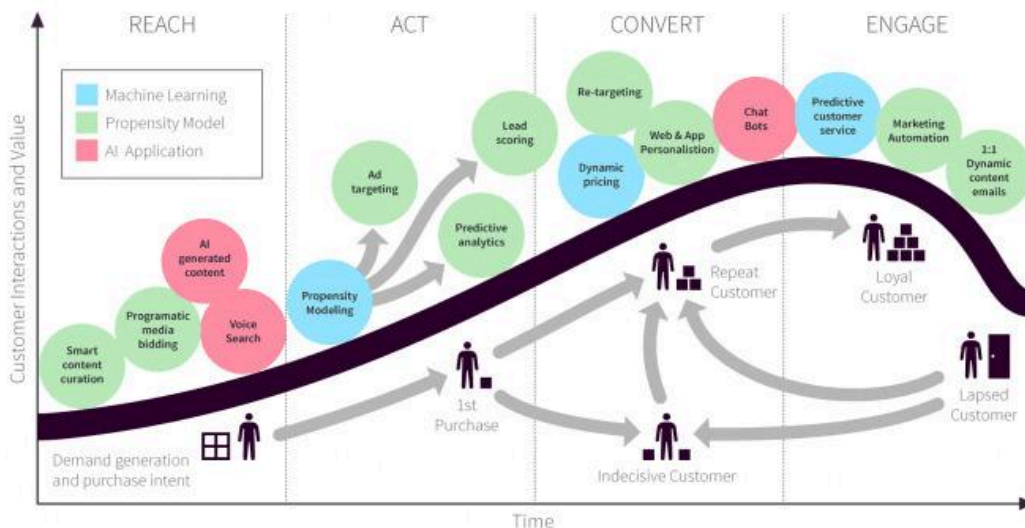 REACH
ACT
CONVERT
ENGAGE
Machine Learning
Propensity Model
AI Application
Customer Interactions and Value
Smart
content
curation
Programatic
media
bidding
AI
generated
content
Voice
Search
Propensity
Modeling
Ad
targeting
Lead
scoring
Predictive
analytics
Re-targeting
Dynamic
pricing
Web & App
Personalistion
Chat
Bots
Predictive
customer
service
Marketing
Automation
1:1
Dynamic
content
emails
Demand generation
and purchase intent
1st
Purchase
Indecisive Customer
Repeat
Customer
Loyal
Customer
Lapsed
Customer
Time